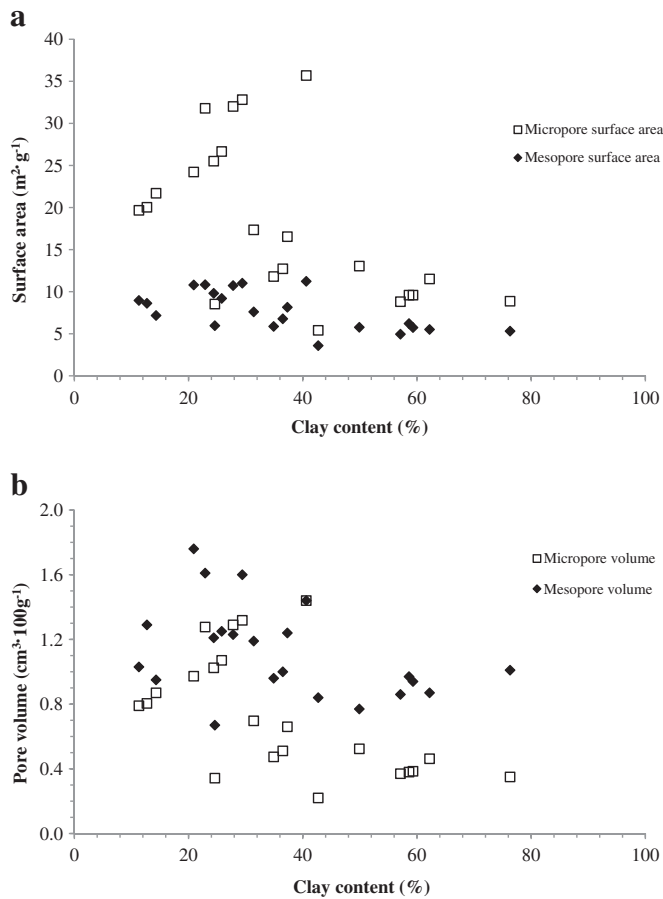 a
40
35
30
25
20
15
10
5
0
Surface area (m²·g⁻¹)
□ Micropore surface area
◆ Mesopore surface area
0 20 40 60 80 100
Clay content (%)
b
2.0
1.6
1.2
0.8
0.4
0.0
Pore volume (cm³·100g⁻¹)
□ Micropore volume
◆ Mesopore volume
0 20 40 60 80 100
Clay content (%)